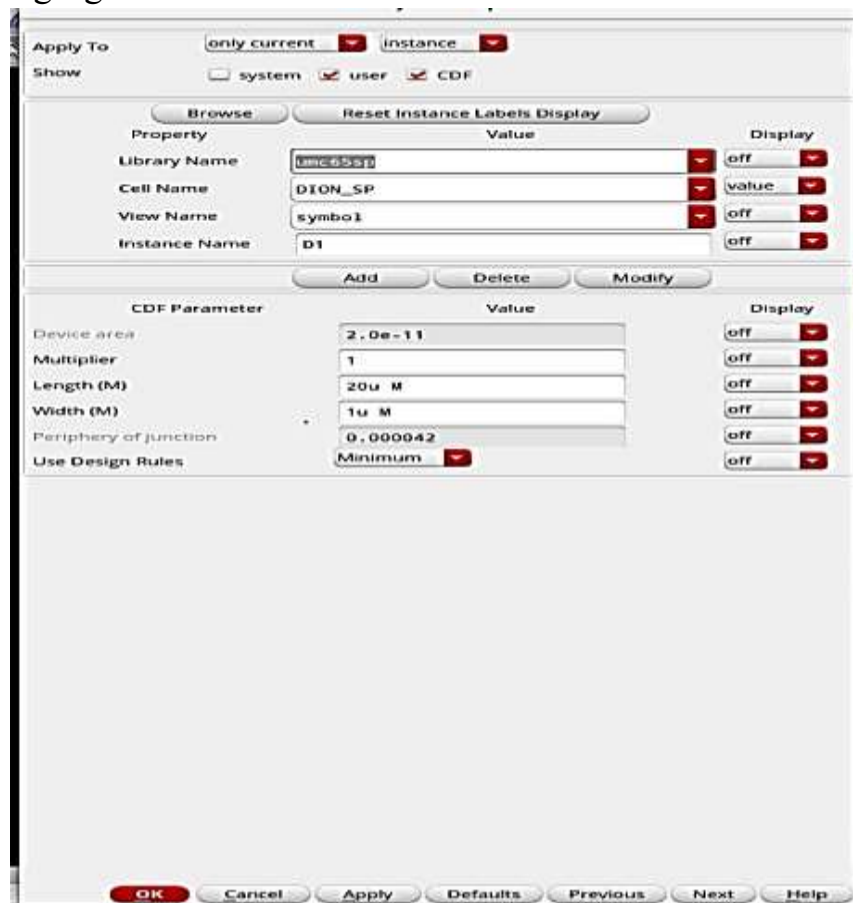 Apply To only current instance
Show system user CDF
Browse Reset Instance Labels Display
Property Value Display
Library Name umc65sp off
Cell Name DION_SP value
View Name symbol off
Instance Name D1 off
Add Delete Modify
CDF Parameter Value Display
Device area 2.0e-11 off
Multiplier 1 off
Length (M) 20u M off
Width (M) 1u M off
Periphery of junction 0.000042 off
Use Design Rules Minimum off
OK Cancel Apply Defaults Previous Next Help